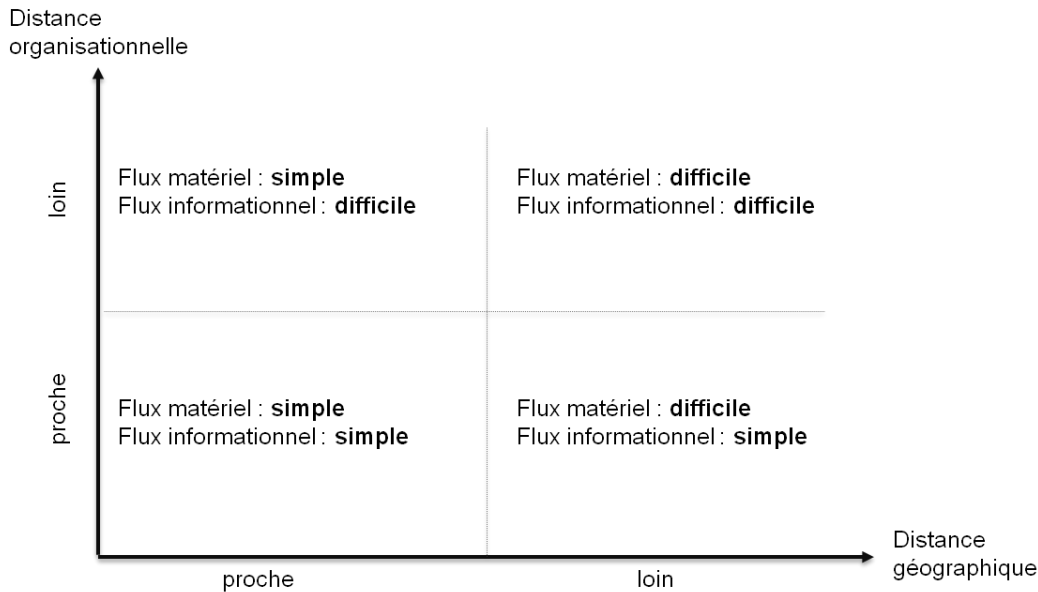 Distance
organisationnelle
loin
Flux matériel : simple
Flux informationnel : difficile
Flux matériel : difficile
Flux informationnel : difficile
proche
Flux matériel : simple
Flux informationnel : simple
Flux matériel : difficile
Flux informationnel : simple
Distance
géographique
proche
loin